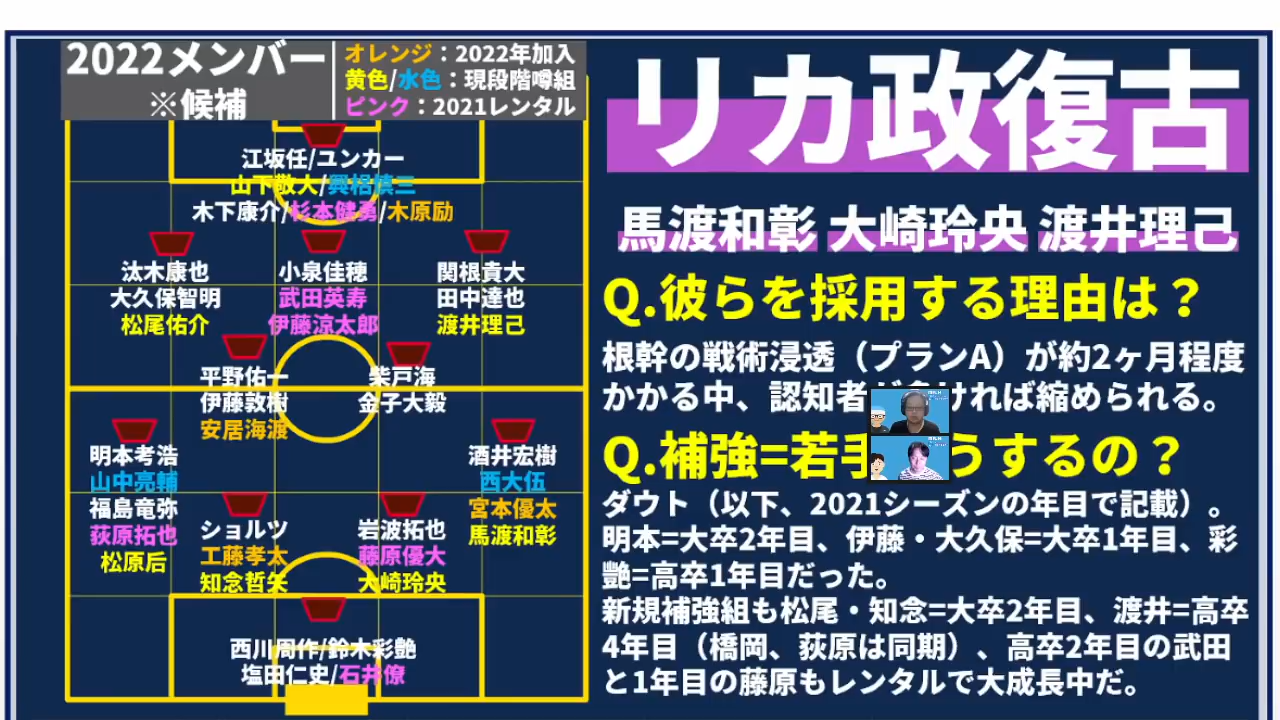 2022メンバー
※候補
オレンジ：2022年加入
黄色/水色：現段階噂組
ピンク：2021レンタル
江坂任/ユンカー
山下敬大/興梠慎三
木下康介/杉本健勇/木原励
汰木康也
大久保智明
松尾佑介
小泉佳穂
武田英寿
伊藤涼太郎
関根貴大
田中達也
渡井理己
平野佑一
伊藤敦樹
安居海渡
柴戸海
金子大毅
明本考浩
山中亮輔
福島竜弥
荻原拓也
松原后
ショルツ
工藤孝太
知念哲矢
岩波拓也
藤原優大
大崎玲央
酒井宏樹
西大伍
宮本優太
馬渡和彰
西川周作/鈴木彩艶
塩田仁史/石井僚
リカ政復古
馬渡和彰 大崎玲央 渡井理己
Q.彼らを採用する理由は？
根幹の戦術浸透（プランA）が約2ヶ月程度
かかる中、認知者が多ければ縮められる。
Q.補強=若手 うするの？
ダウト（以下、2021シーズンの年目で記載）。
明本=大卒2年目、伊藤・大久保=大卒1年目、彩
艶=高卒1年目だった。
新規補強組も松尾・知念=大卒2年目、渡井=高卒
4年目（橋岡、荻原は同期）、高卒2年目の武田
と1年目の藤原もレンタルで大成長中だ。